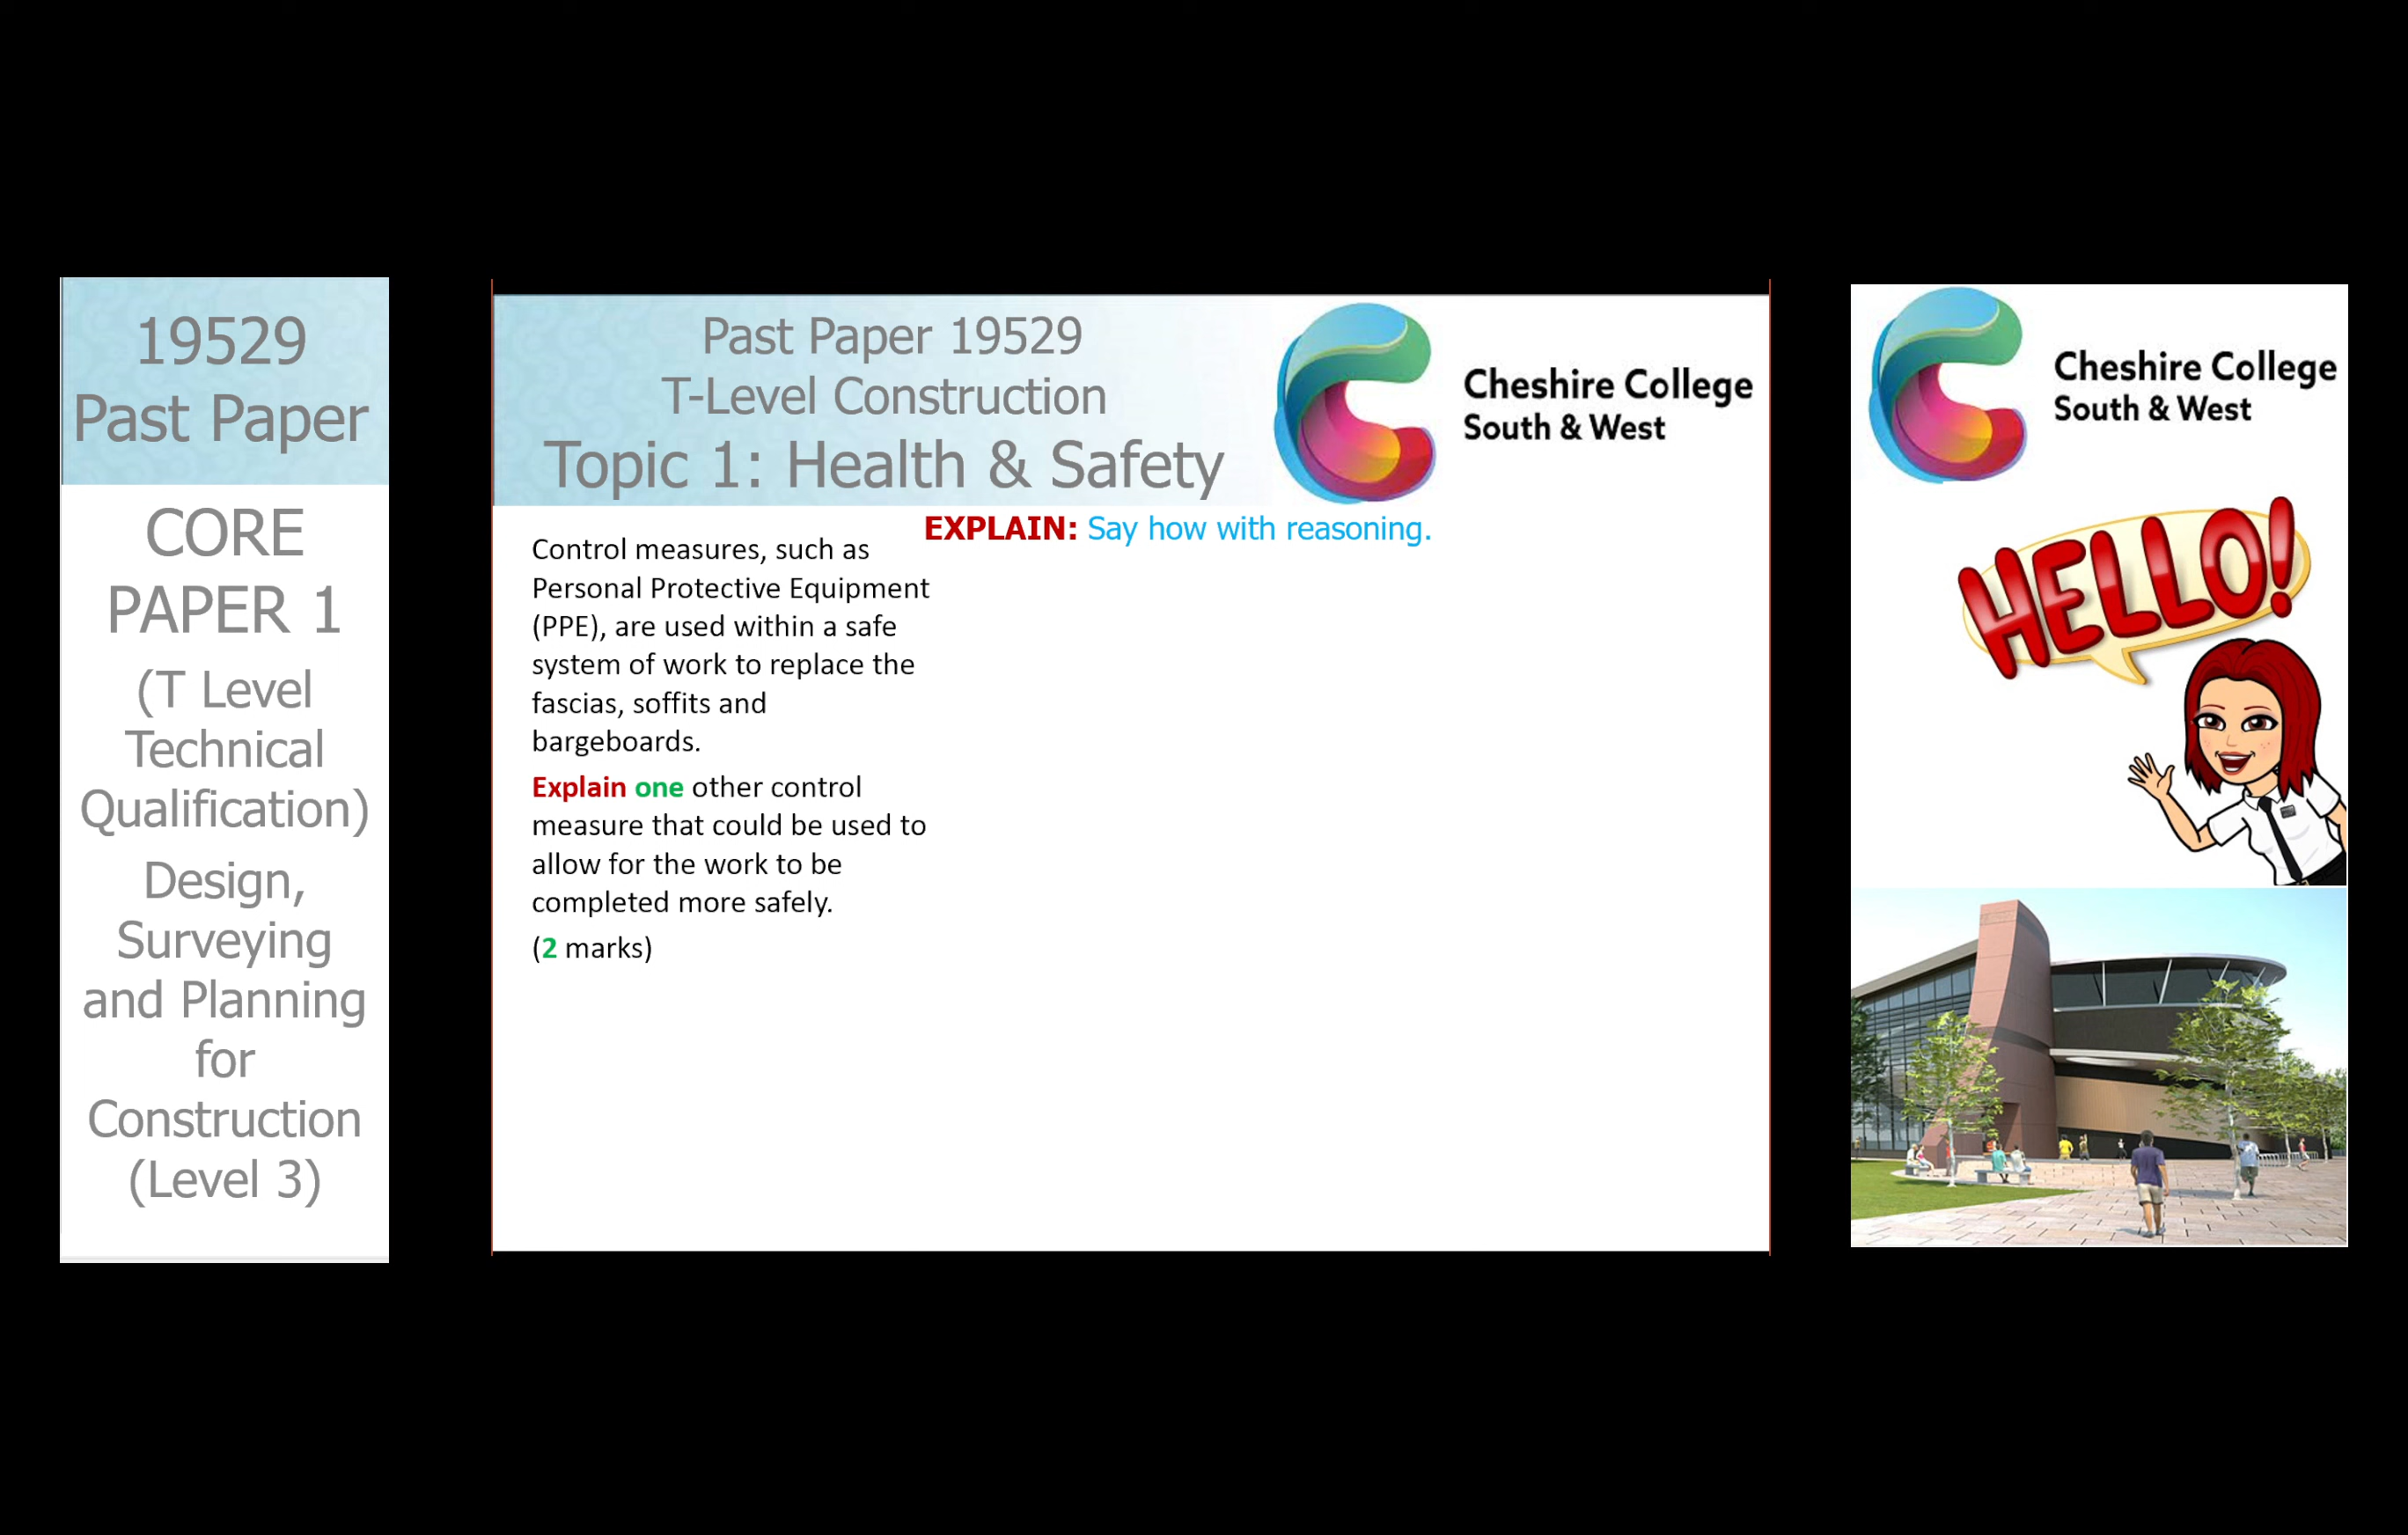 19529
Past Paper
CORE
PAPER 1
(T Level
Technical
Qualification)
Design,
Surveying
and Planning
for
Construction
(Level 3)
Past Paper 19529
T-Level Construction
Topic 1: Health & Safety
Cheshire College
South & West
EXPLAIN: Say how with reasoning.
Control measures, such as
Personal Protective Equipment
(PPE), are used within a safe
system of work to replace the
fascias, soffits and
bargeboards.
Explain one other control
measure that could be used to
allow for the work to be
completed more safely.
(2 marks)
Cheshire College
South & West
HELLO!